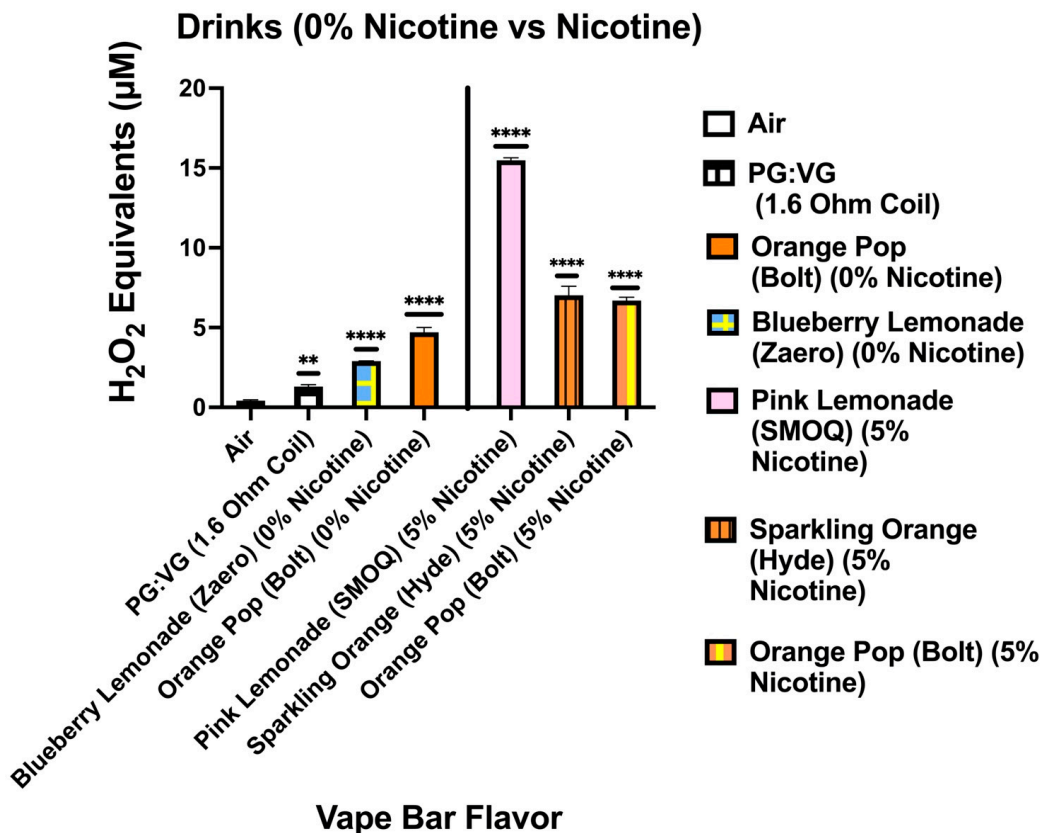 Drinks (0% Nicotine vs Nicotine)
H₂O₂ Equivalents (µM)
20
15
10
5
0
**
****
****
****
****
****
Air
PG:VG (1.6 Ohm Coil)
Blueberry Lemonade (Zaero) (0% Nicotine)
Orange Pop (Bolt) (0% Nicotine)
Pink Lemonade (SMOQ) (5% Nicotine)
Sparkling Orange (Hyde) (5% Nicotine)
Orange Pop (Bolt) (5% Nicotine)
Vape Bar Flavor
Air
PG:VG
(1.6 Ohm Coil)
Orange Pop
(Bolt) (0% Nicotine)
Blueberry Lemonade
(Zaero) (0% Nicotine)
Pink Lemonade
(SMOQ) (5%
Nicotine)
Sparkling Orange
(Hyde) (5%
Nicotine)
Orange Pop (Bolt) (5%
Nicotine)